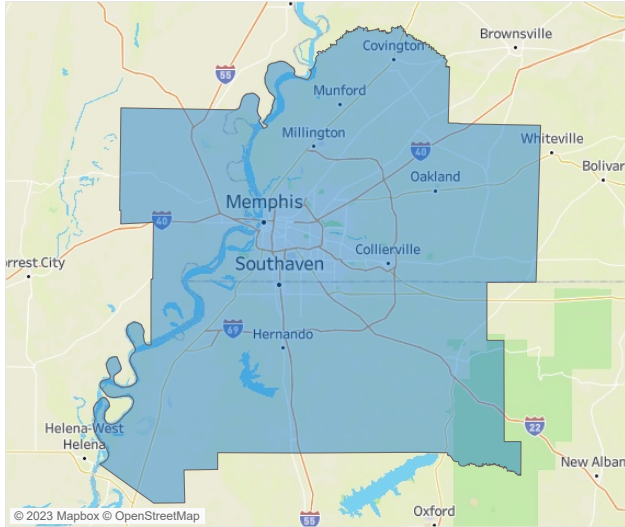 Covington
Brownsville
55
Munford
Millington
40
Whiteville
Bolivar
Oakland
Memphis
40
Collierville
Southaven
rrest City
69
Hernando
Helena-West
Helena
22
New Alban
Oxford
55
© 2023 Mapbox © OpenStreetMap